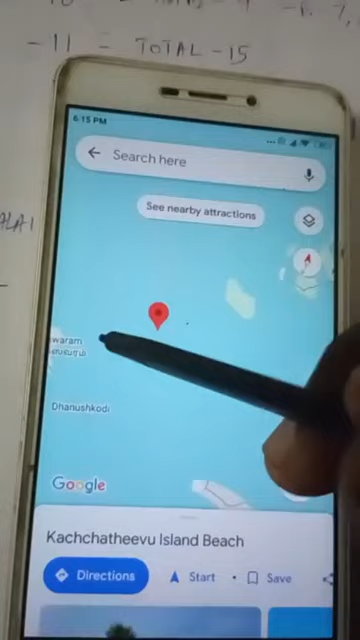 -11 = TOTAL -15
6:15 PM
Search here
See nearby attractions
waram
Dhanushkodi
Google
Kachchatheevu Island Beach
Directions
Start
Save